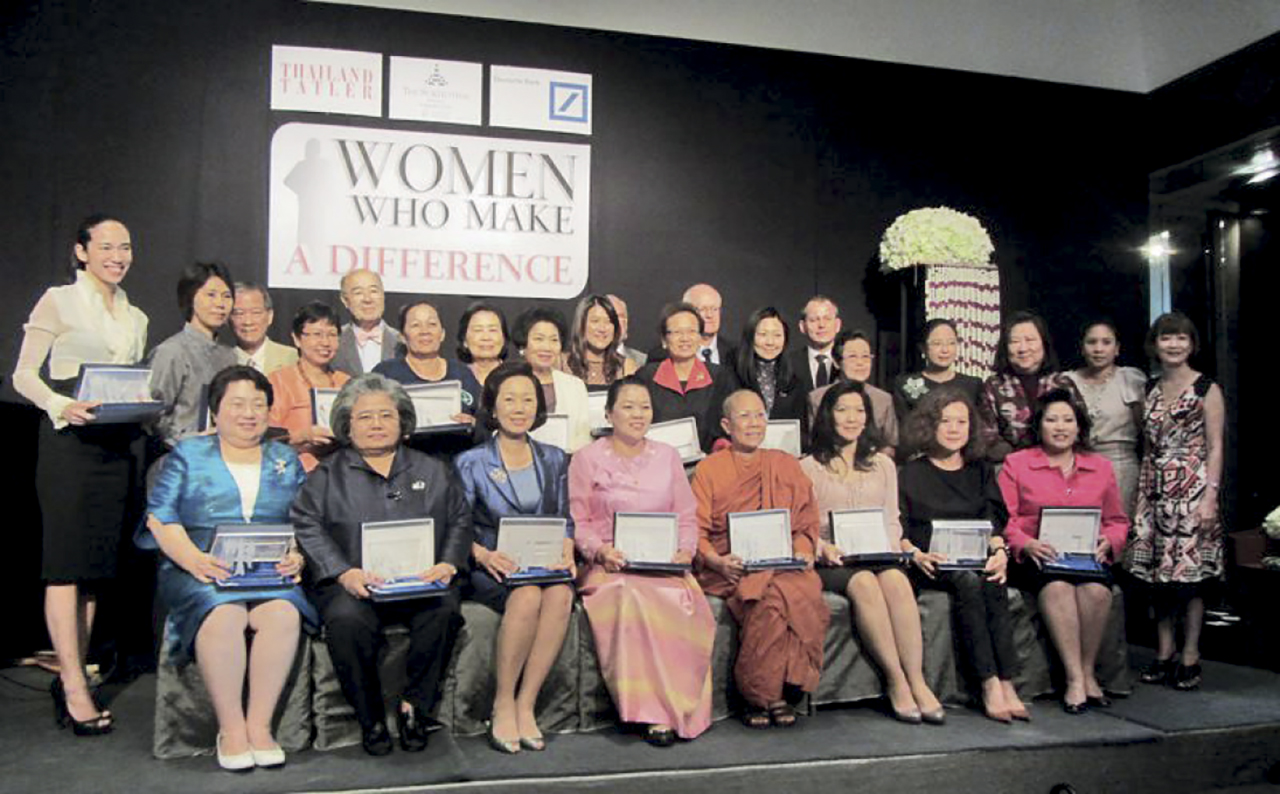 THAILAND
TATLER
Deutsche Bank
WOMEN
WHO MAKE
A DIFFERENCE